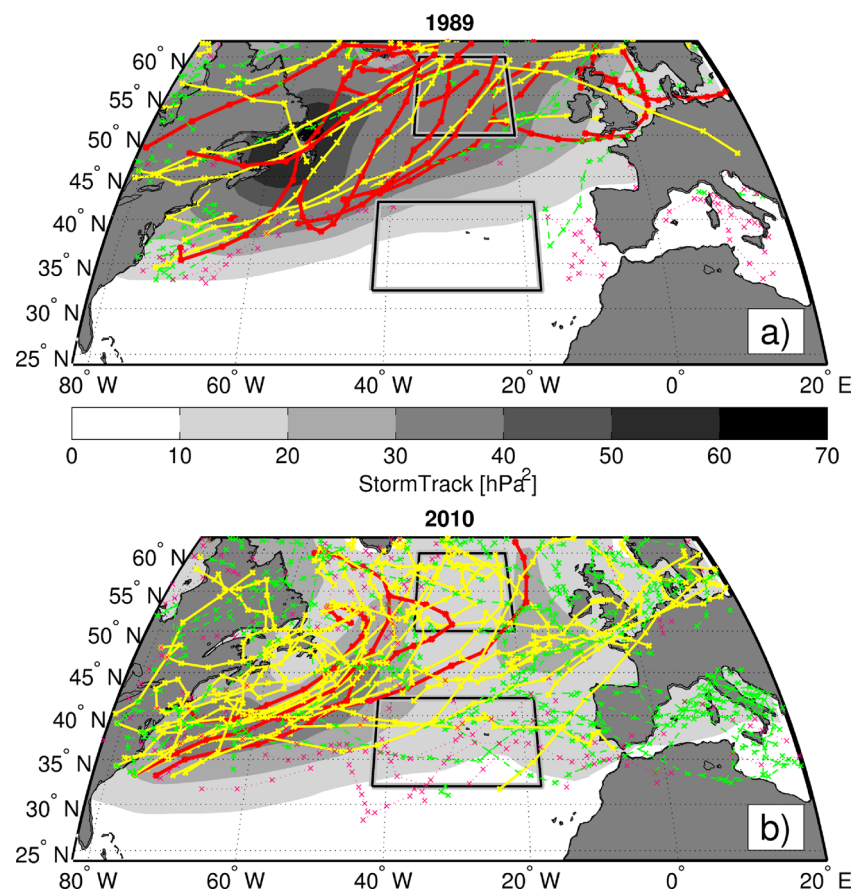 1989
60° N
55° N
50° N
45° N
40° N
35° N
30° N
25° N
a)
80° W 60° W 40° W 20° W 0° 20° E
0 10 20 30 40 50 60 70
StormTrack [hPa²]
2010
60° N
55° N
50° N
45° N
40° N
35° N
30° N
25° N
b)
80° W 60° W 40° W 20° W 0° 20° E